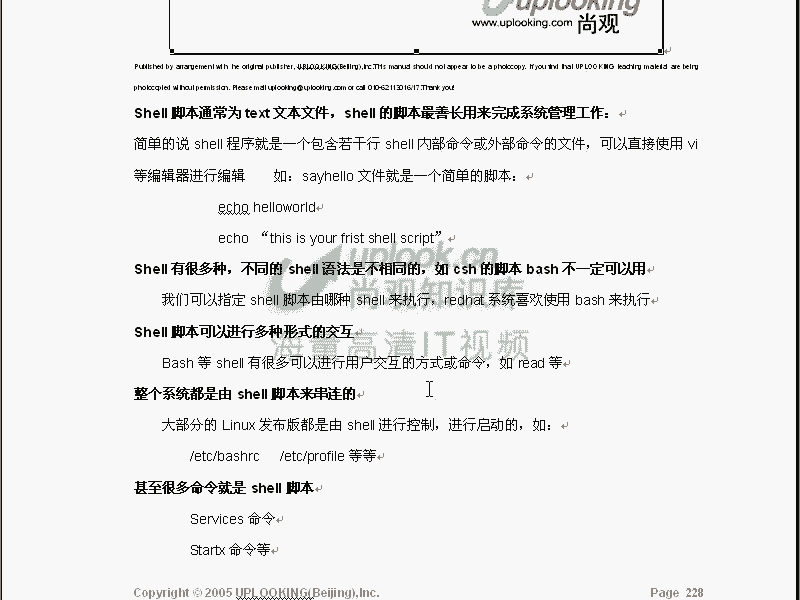 uplooking
www.uplooking.com 尚观
Published by arrangement with the original publisher, UPLOOKING(Beijing),Inc.This manual should not appear to be a photocopy. If you find that UPLOOKING teaching material are being
photocopied without permission. Please mail uplooking@uplooking.com or call 010-62113016/17.Thank you!
Shell 脚本通常为 text 文本文件，shell 的脚本最善长用来完成系统管理工作：
简单的说 shell 程序就是一个包含若干行 shell 内部命令或外部命令的文件，可以直接使用 vi
等编辑器进行编辑 如：sayhello 文件就是一个简单的脚本：
echo helloworld
echo “this is your frist shell script”
uplook.cn
Shell 有很多种，不同的 shell 语法是不相同的，如 csh 的脚本 bash 不一定可以用
尚观知识库
我们可以指定 shell 脚本由哪种 shell 来执行，rednat 系统喜欢使用 bash 来执行
Shell 脚本可以进行多种形式的交互
海量高清IT视频
Bash 等 shell 有很多可以进行用户交互的方式或命令，如 read 等
整个系统都是由 shell 脚本来串连的
大部分的 Linux 发布版都是由 shell 进行控制，进行启动的，如：
/etc/bashrc /etc/profile 等等
甚至很多命令就是 shell 脚本
Services 命令
Startx 命令等
Copyright © 2005 UPLOOKING(Beijing),Inc. Page 228